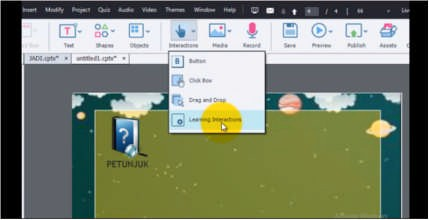 Insert Modify Project Quiz Audio Video Themes Window Help
Text Shapes Objects Interactions Media Record Save Preview Publish Assets
JAD3.cptx* × untitled1.cptx* ×
Button
Click Box
Drag and Drop
Learning Interactions
PETUNJUK